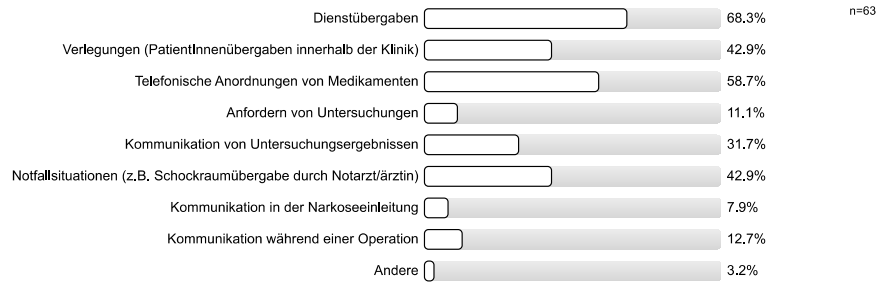 n=63
Dienstübergaben 68.3%
Verlegungen (PatientInnenübergaben innerhalb der Klinik) 42.9%
Telefonische Anordnungen von Medikamenten 58.7%
Anfordern von Untersuchungen 11.1%
Kommunikation von Untersuchungsergebnissen 31.7%
Notfallsituationen (z.B. Schockraumübergabe durch Notarzt/ärztin) 42.9%
Kommunikation in der Narkoseeinleitung 7.9%
Kommunikation während einer Operation 12.7%
Andere 3.2%